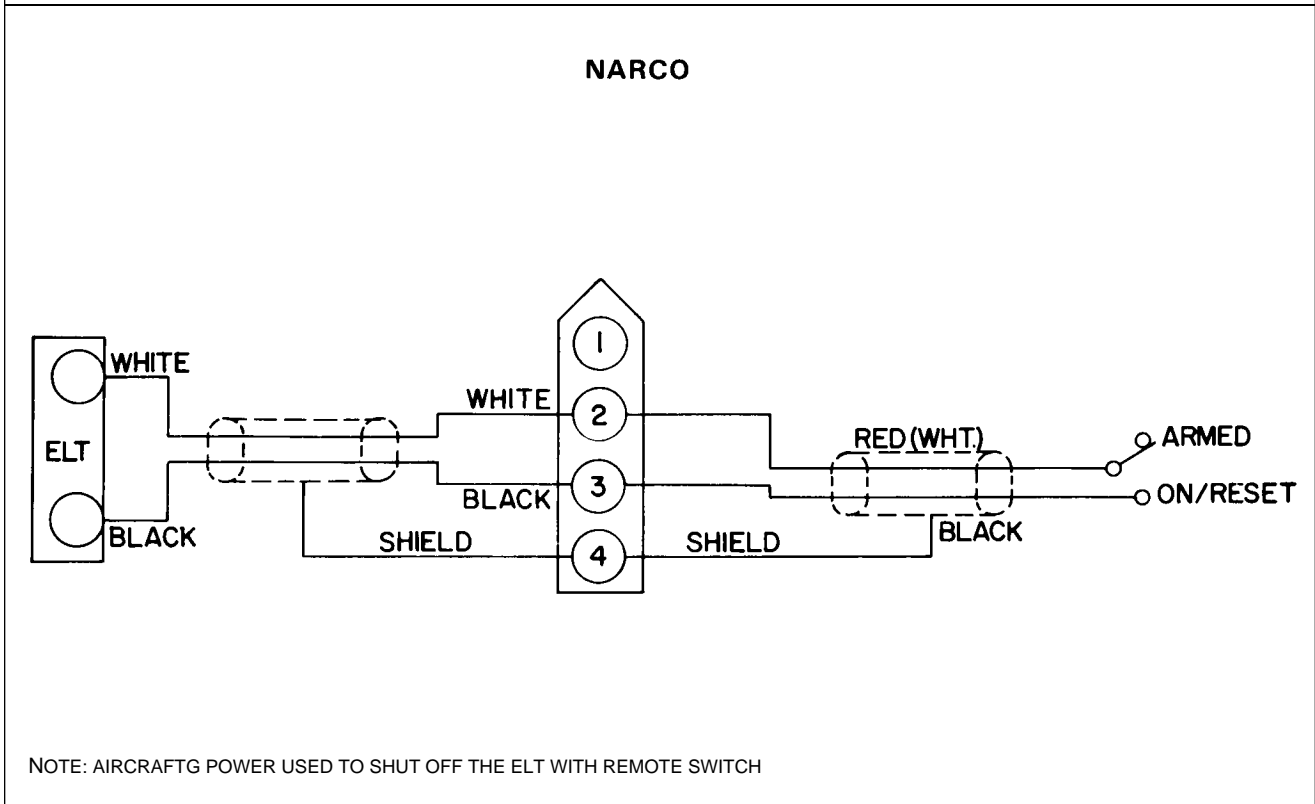 NARCO
1
WHITE
WHITE
2
RED (WHT.)
ARMED
ELT
3
ON/RESET
BLACK
BLACK
BLACK
SHIELD
4
SHIELD
NOTE: AIRCRAFTG POWER USED TO SHUT OFF THE ELT WITH REMOTE SWITCH